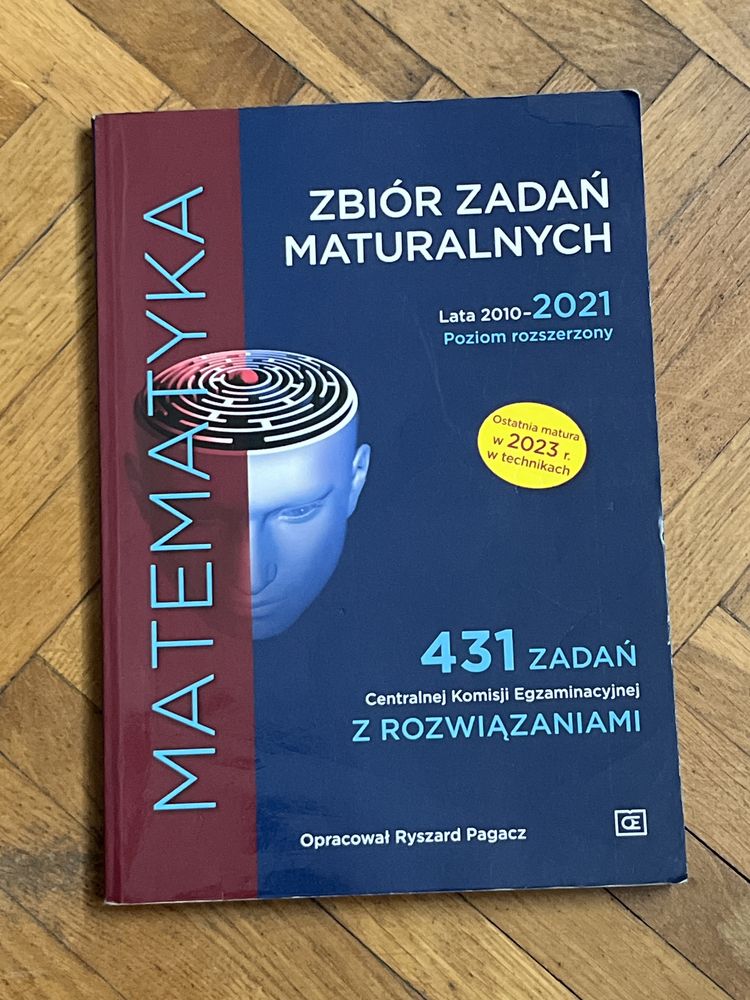 MATEMATYKA
ZBIÓR ZADAŃ
MATURALNYCH
Lata 2010-2021
Poziom rozszerzony
Ostatnia matura
w 2023 r.
w technikach
431 ZADAŃ
Centralnej Komisji Egzaminacyjnej
Z ROZWIĄZANIAMI
Opracował Ryszard Pagacz
OE